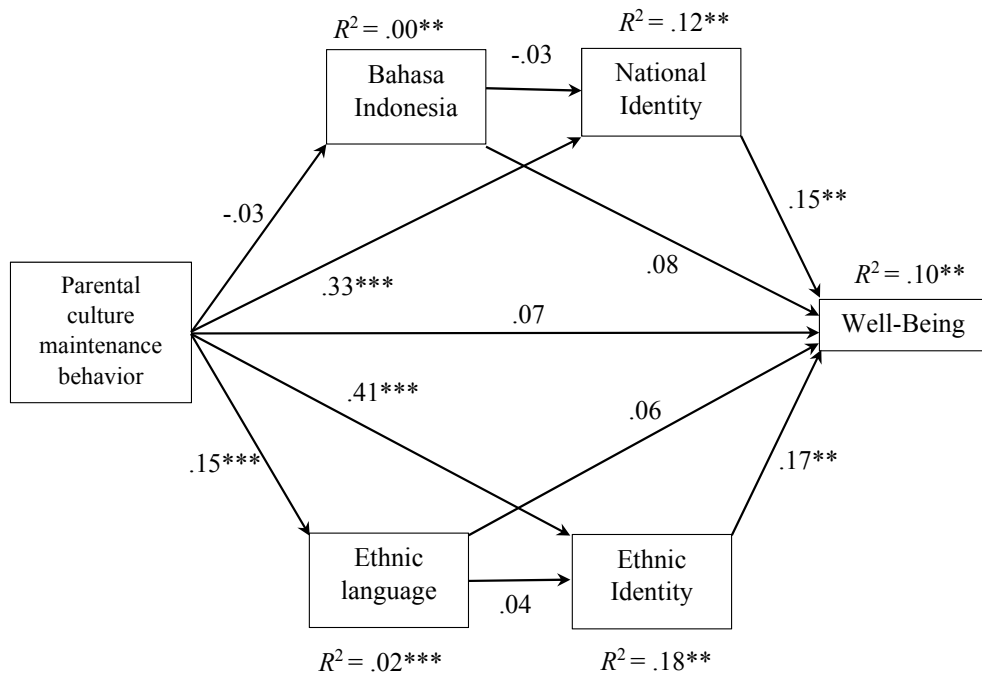 R² = .00**
R² = .12**
Bahasa
Indonesia
-.03
National
Identity
-.03
.15**
.33***
.08
R² = .10**
Parental
culture
maintenance
behavior
.07
Well-Being
.41***
.06
.15***
.17**
Ethnic
language
.04
Ethnic
Identity
R² = .02***
R² = .18**